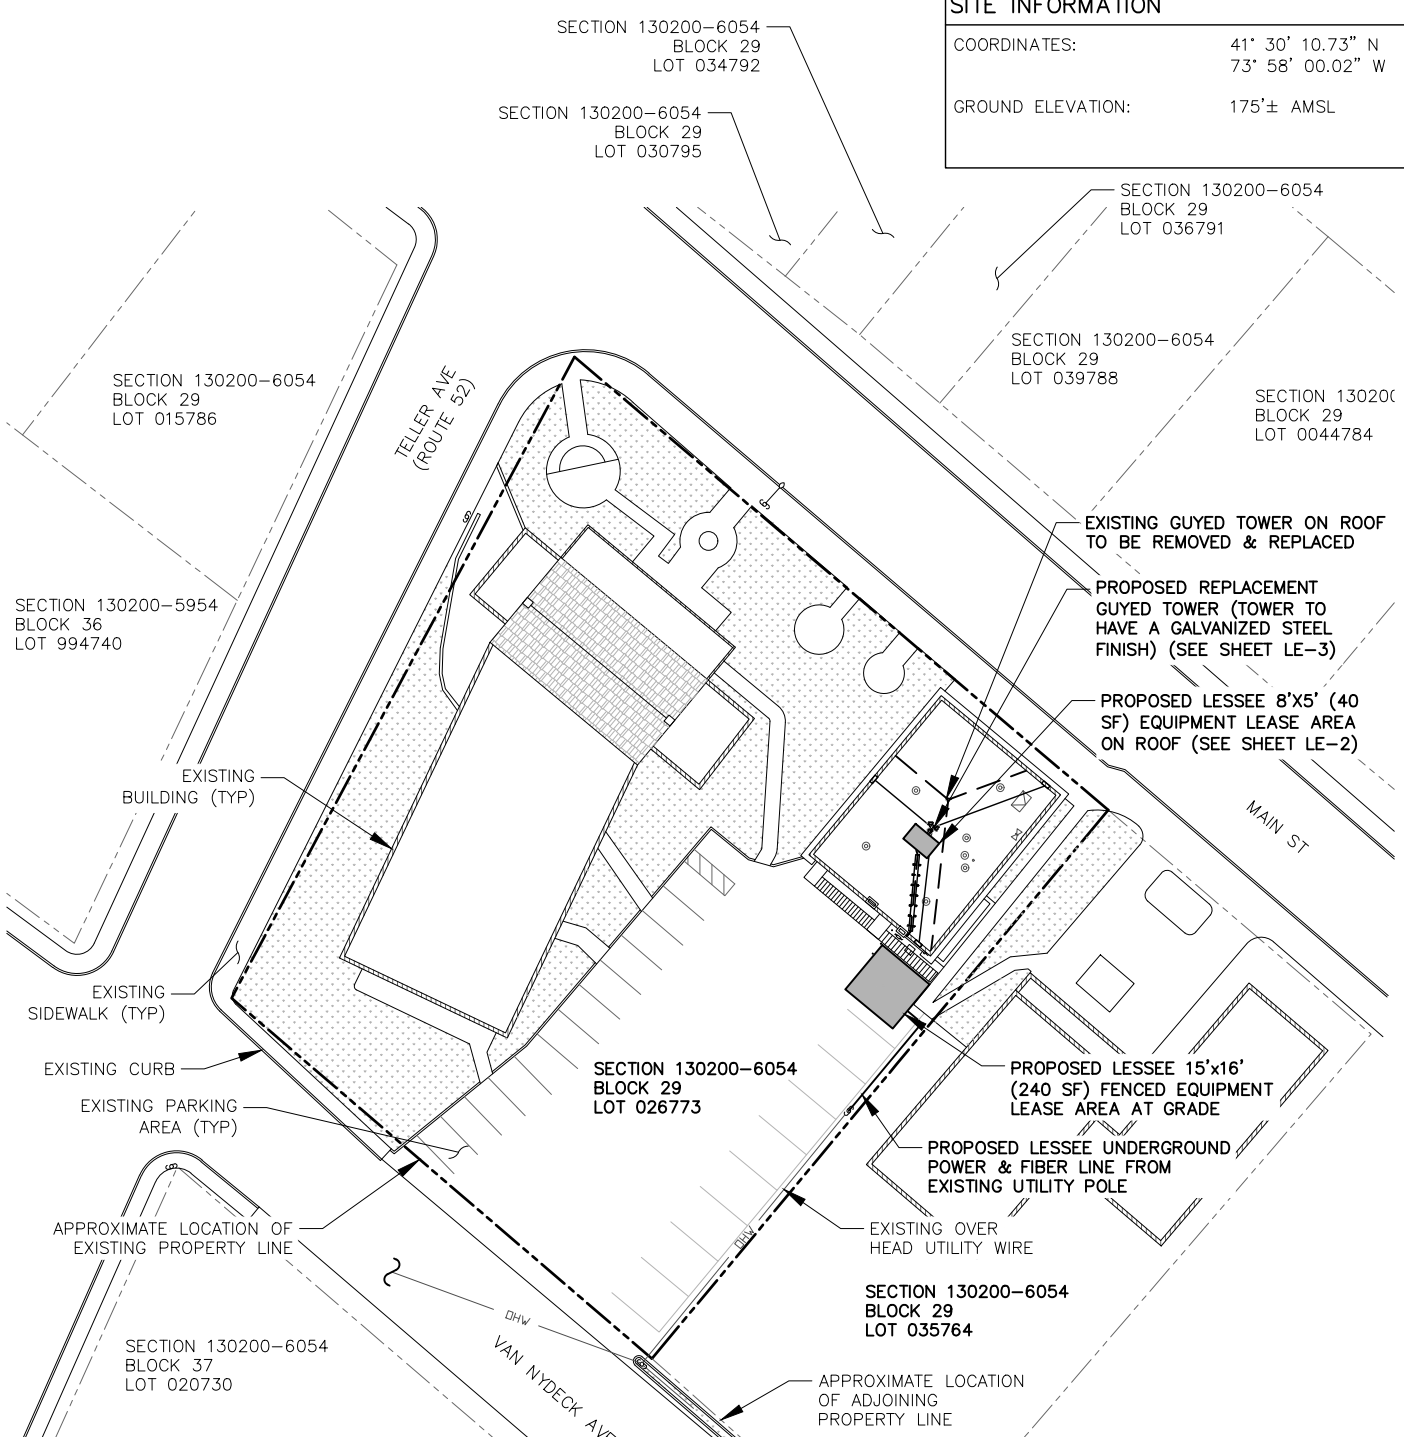 SITE INFORMATION
COORDINATES: 41° 30' 10.73" N
73° 58' 00.02" W
GROUND ELEVATION: 175'± AMSL
SECTION 130200-6054
BLOCK 29
LOT 034792
SECTION 130200-6054
BLOCK 29
LOT 030795
SECTION 130200-6054
BLOCK 29
LOT 036791
SECTION 130200-6054
BLOCK 29
LOT 039788
SECTION 130200-6054
BLOCK 29
LOT 015786
TELLER AVE
(ROUTE 52)
SECTION 13020
BLOCK 29
LOT 0044784
EXISTING GUYED TOWER ON ROOF
TO BE REMOVED & REPLACED
PROPOSED REPLACEMENT
GUYED TOWER (TOWER TO
HAVE A GALVANIZED STEEL
FINISH) (SEE SHEET LE-3)
SECTION 130200-5954
BLOCK 36
LOT 994740
PROPOSED LESSEE 8'X5' (40
SF) EQUIPMENT LEASE AREA
ON ROOF (SEE SHEET LE-2)
EXISTING
BUILDING (TYP)
MAIN ST
EXISTING
SIDEWALK (TYP)
EXISTING CURB
EXISTING PARKING
AREA (TYP)
SECTION 130200-6054
BLOCK 29
LOT 026773
PROPOSED LESSEE 15'x16'
(240 SF) FENCED EQUIPMENT
LEASE AREA AT GRADE
PROPOSED LESSEE UNDERGROUND
POWER & FIBER LINE FROM
EXISTING UTILITY POLE
APPROXIMATE LOCATION OF
EXISTING PROPERTY LINE
EXISTING OVER
HEAD UTILITY WIRE
OHW
SECTION 130200-6054
BLOCK 29
LOT 035764
OHW
VAN NYDECK AVE
SECTION 130200-6054
BLOCK 37
LOT 020730
APPROXIMATE LOCATION
OF ADJOINING
PROPERTY LINE